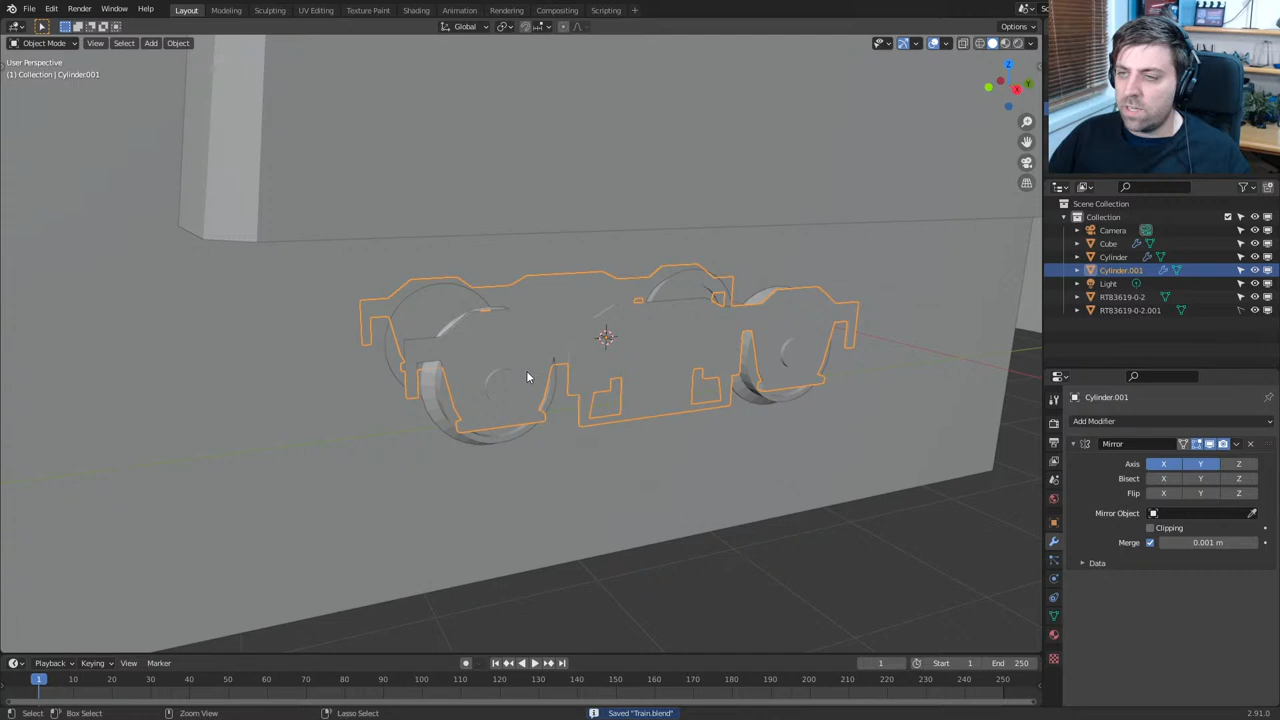 File Edit Render Window Help
Layout Modeling Sculpting UV Editing Texture Paint Shading Animation Rendering Compositing Scripting +
Global
Options
Object Mode View Select Add Object
User Perspective
(1) Collection | Cylinder.001
Z
Y
X
Scene Collection
Collection
Camera
Cube
Cylinder
Cylinder.001
Light
RT83619-0-2
RT83619-0-2.001
Cylinder.001
Add Modifier
Mirror
Axis X Y Z
Bisect X Y Z
Flip X Y Z
Mirror Object
Clipping
Merge 0.001 m
Data
Playback Keying View Marker
1 Start 1 End 250
1 10 20 30 40 50 60 70 80 90 100 110 120 130 140 150 160 170 180 190 200 210 220 230 240 250
Select Box Select Zoom View Lasso Select Saved "Train.blend" 2.91.0